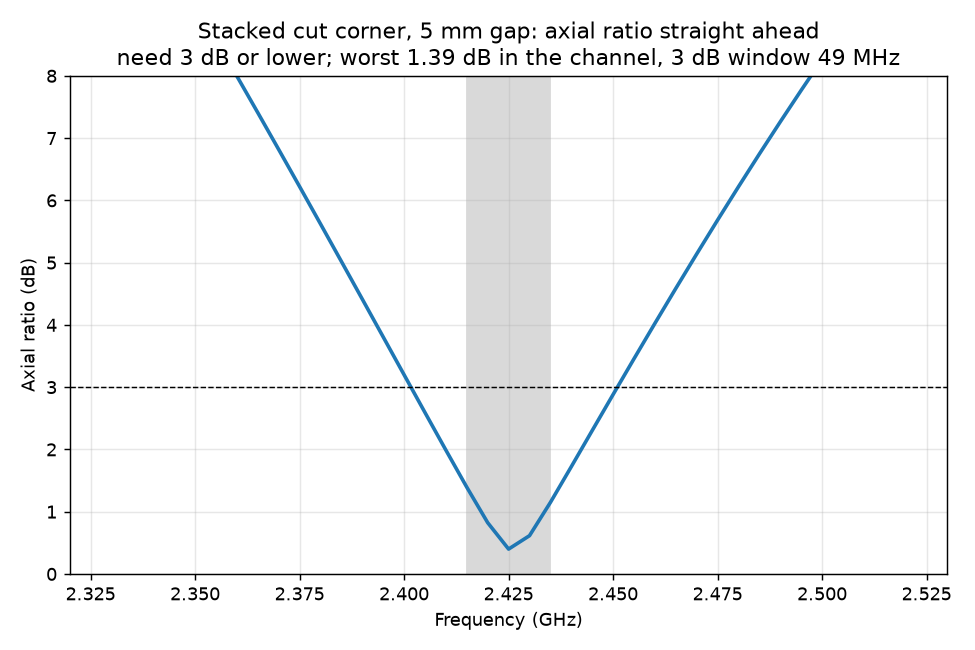 Stacked cut corner, 5 mm gap: axial ratio straight ahead
need 3 dB or lower; worst 1.39 dB in the channel, 3 dB window 49 MHz
8
7
6
5
4
3
2
1
0
Axial ratio (dB)
2.325 2.350 2.375 2.400 2.425 2.450 2.475 2.500 2.525
Frequency (GHz)